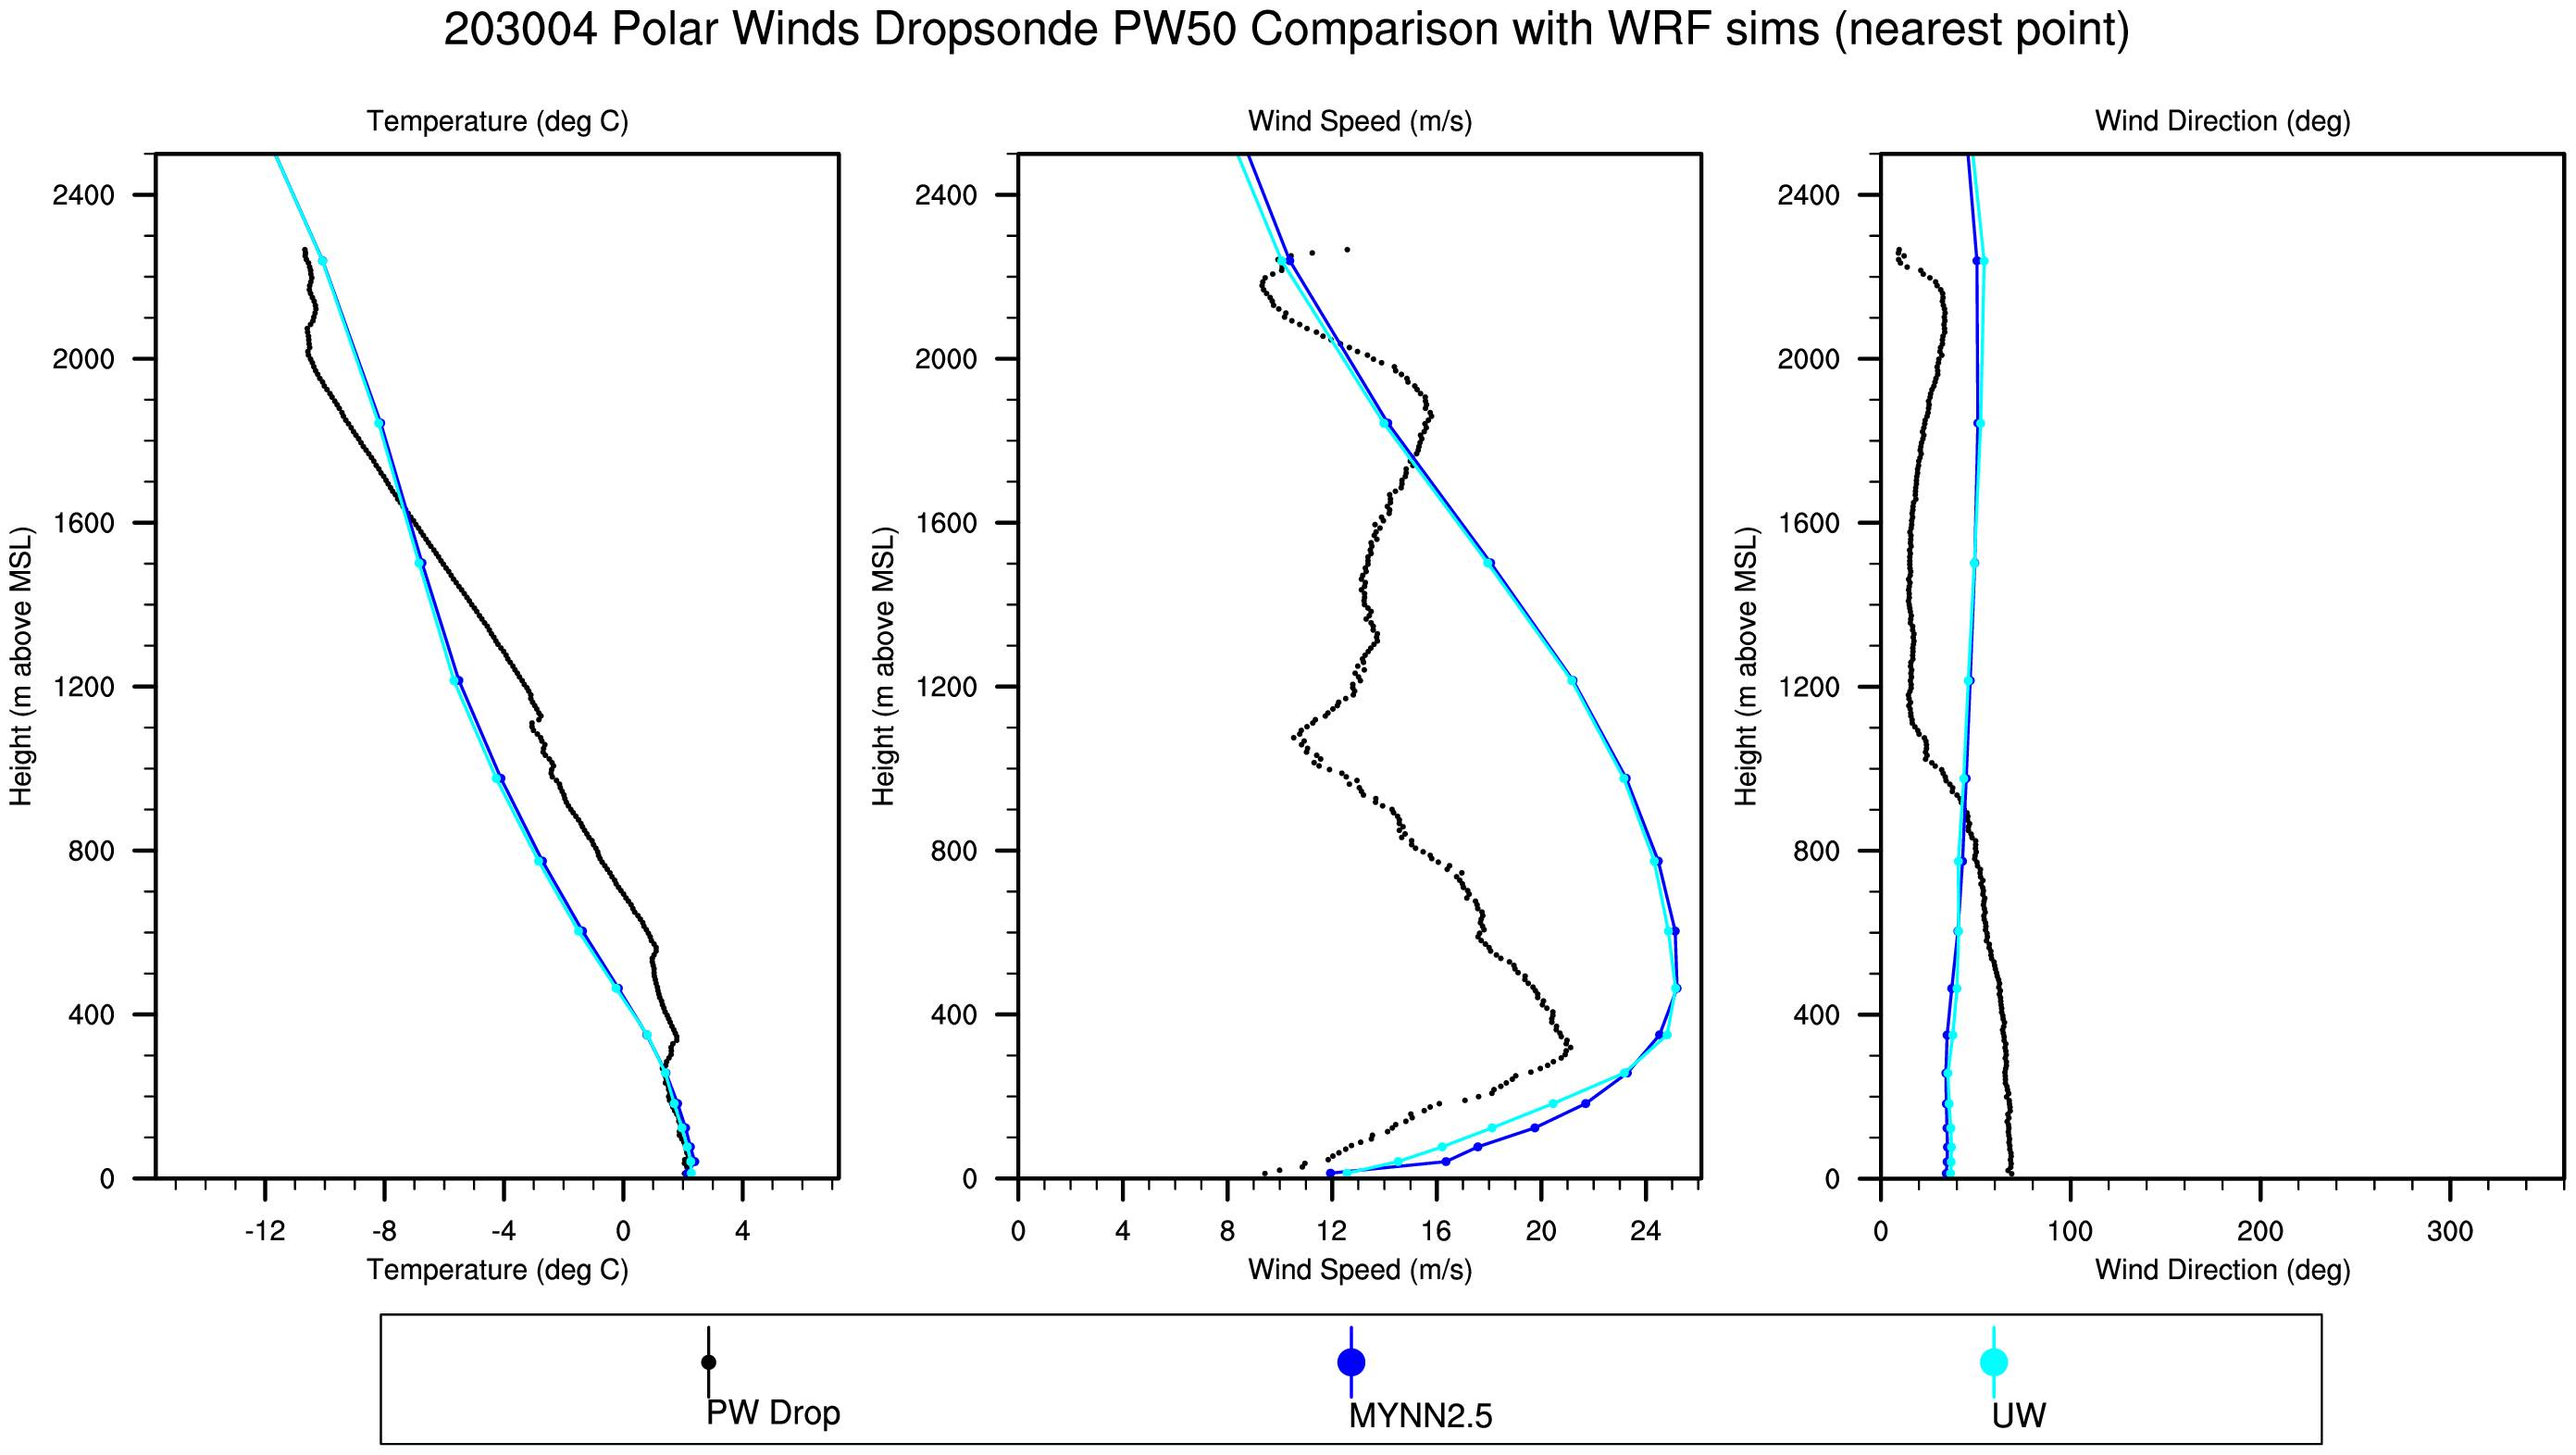 203004 Polar Winds Dropsonde PW50 Comparison with WRF sims (nearest point)
Temperature (deg C)
Wind Speed (m/s)
Wind Direction (deg)
Height (m above MSL)
2400
2000
1600
1200
800
400
0
-12
-8
-4
0
4
Temperature (deg C)
Height (m above MSL)
2400
2000
1600
1200
800
400
0
0
4
8
12
16
20
24
Wind Speed (m/s)
Height (m above MSL)
2400
2000
1600
1200
800
400
0
0
100
200
300
Wind Direction (deg)
PW Drop
MYNN2.5
UW